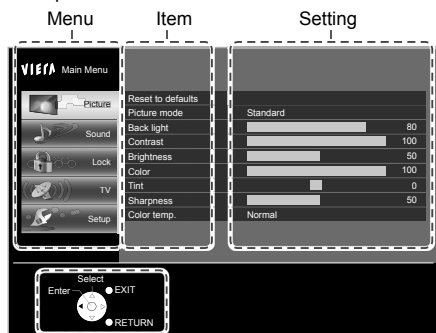 Menu Item Setting
VIERA Main Menu
Picture
Sound
Lock
TV
Setup
Reset to defaults
Picture mode Standard
Back light 80
Contrast 100
Brightness 50
Color 100
Tint 0
Sharpness 50
Color temp. Normal
Select
Enter EXIT
RETURN